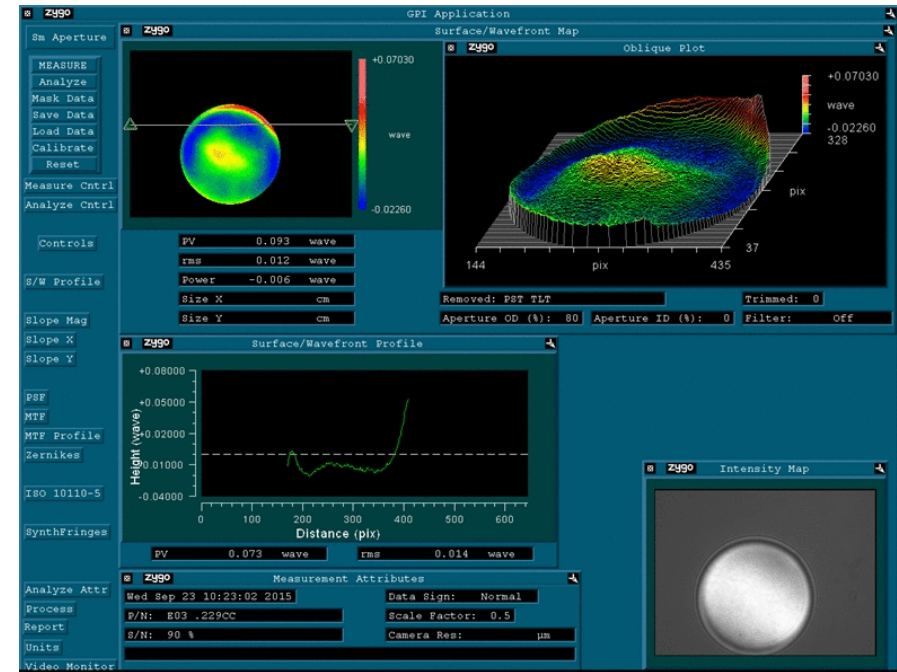 zygo GPI Application
Sm Aperture
MEASURE
Analyze
Mask Data
Save Data
Load Data
Calibrate
Reset
Measure Cntrl
Analyze Cntrl
Controls
S/W Profile
Slope Mag
Slope X
Slope Y
PSF
MTF
MTF Profile
Zernikes
ISO 10110-5
SynthFringes
Analyze Attr
Process
Report
Units
Video Monitor
zygo Surface/Wavefront Map
+0.07030
wave
-0.02260
PV 0.093 wave
rms 0.012 wave
Power -0.006 wave
Size X cm
Size Y cm
zygo Oblique Plot
+0.07030
wave
-0.02260
328
pix
37
144 pix 435
Removed: PST TLT Trimmed: 0
Aperture OD (%): 80 Aperture ID (%): 0 Filter: Off
zygo Surface/Wavefront Profile
+0.08000
+0.05000
+0.02000
-0.01000
-0.04000
Height (wave)
0 100 200 300 400 500 600
Distance (pix)
PV 0.073 wave rms 0.014 wave
zygo Measurement Attributes
Wed Sep 23 10:23:02 2015 Data Sign: Normal
P/N: E03 .229CC Scale Factor: 0.5
S/N: 90 % Camera Res: µm
zygo Intensity Map